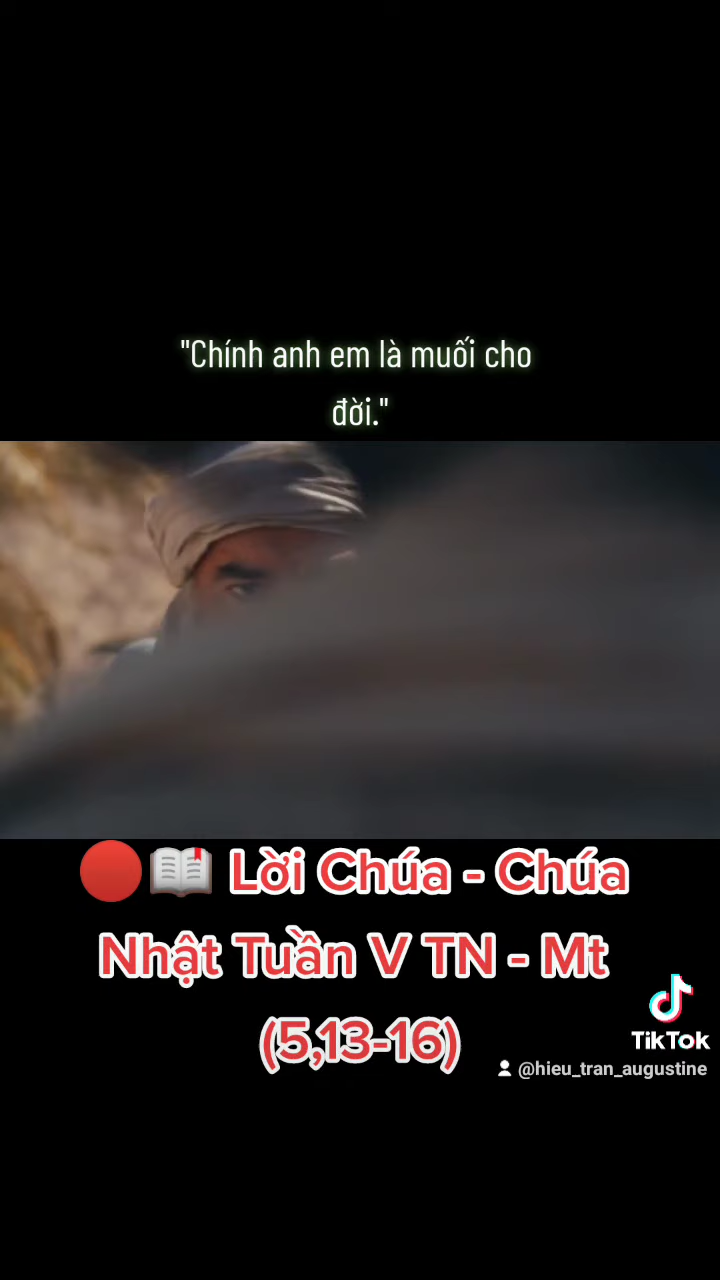 "Chính anh em là muối cho
đời."
🔴📖 Lời Chúa - Chúa
Nhật Tuần V TN - Mt
(5,13-16)
TikTok
@hieu_tran_augustine